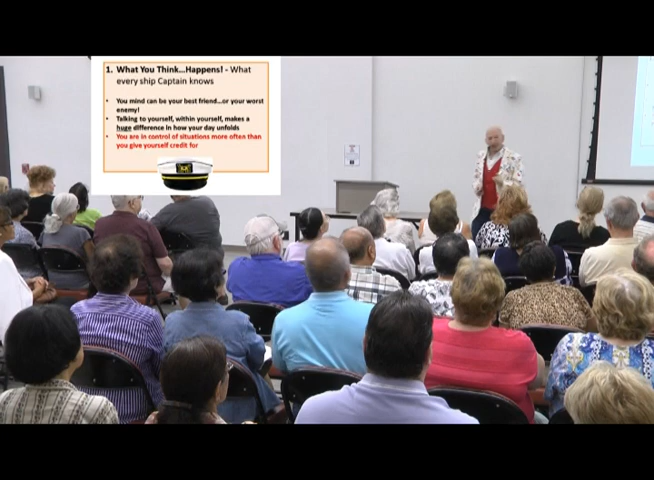 1. What You Think...Happens! - What
every ship Captain knows
• You mind can be your best friend...or your worst
enemy!
• Talking to yourself, within yourself, makes a
huge difference in how your day unfolds
• You are in control of situations more often than
you give yourself credit for